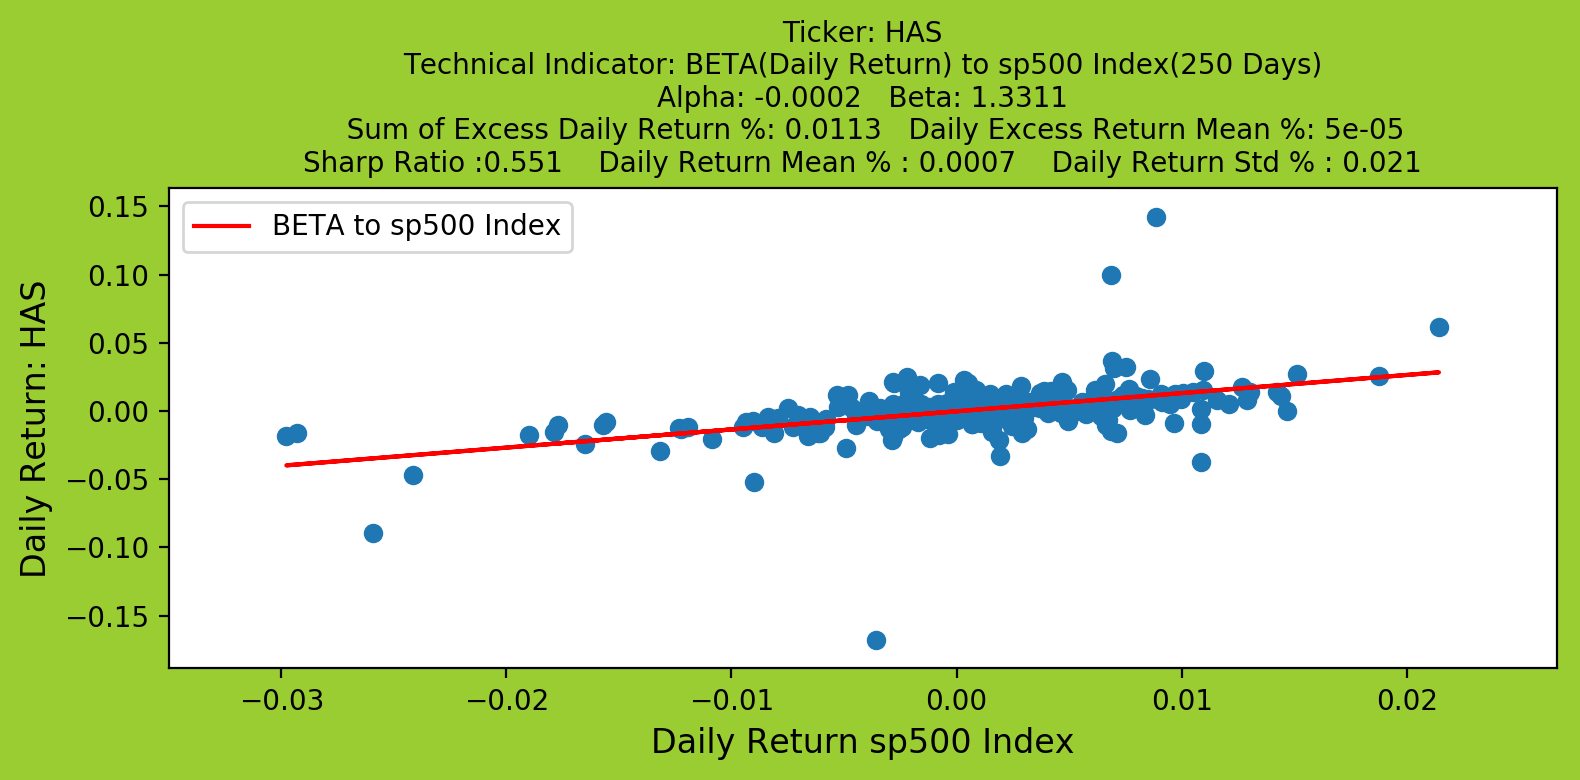 Ticker: HAS
Technical Indicator: BETA(Daily Return) to sp500 Index(250 Days)
Alpha: -0.0002   Beta: 1.3311
Sum of Excess Daily Return %: 0.0113   Daily Excess Return Mean %: 5e-05
Sharp Ratio :0.551    Daily Return Mean % : 0.0007    Daily Return Std % : 0.021
BETA to sp500 Index
0.15
0.10
0.05
0.00
−0.05
−0.10
−0.15
Daily Return: HAS
−0.03 −0.02 −0.01 0.00 0.01 0.02
Daily Return sp500 Index